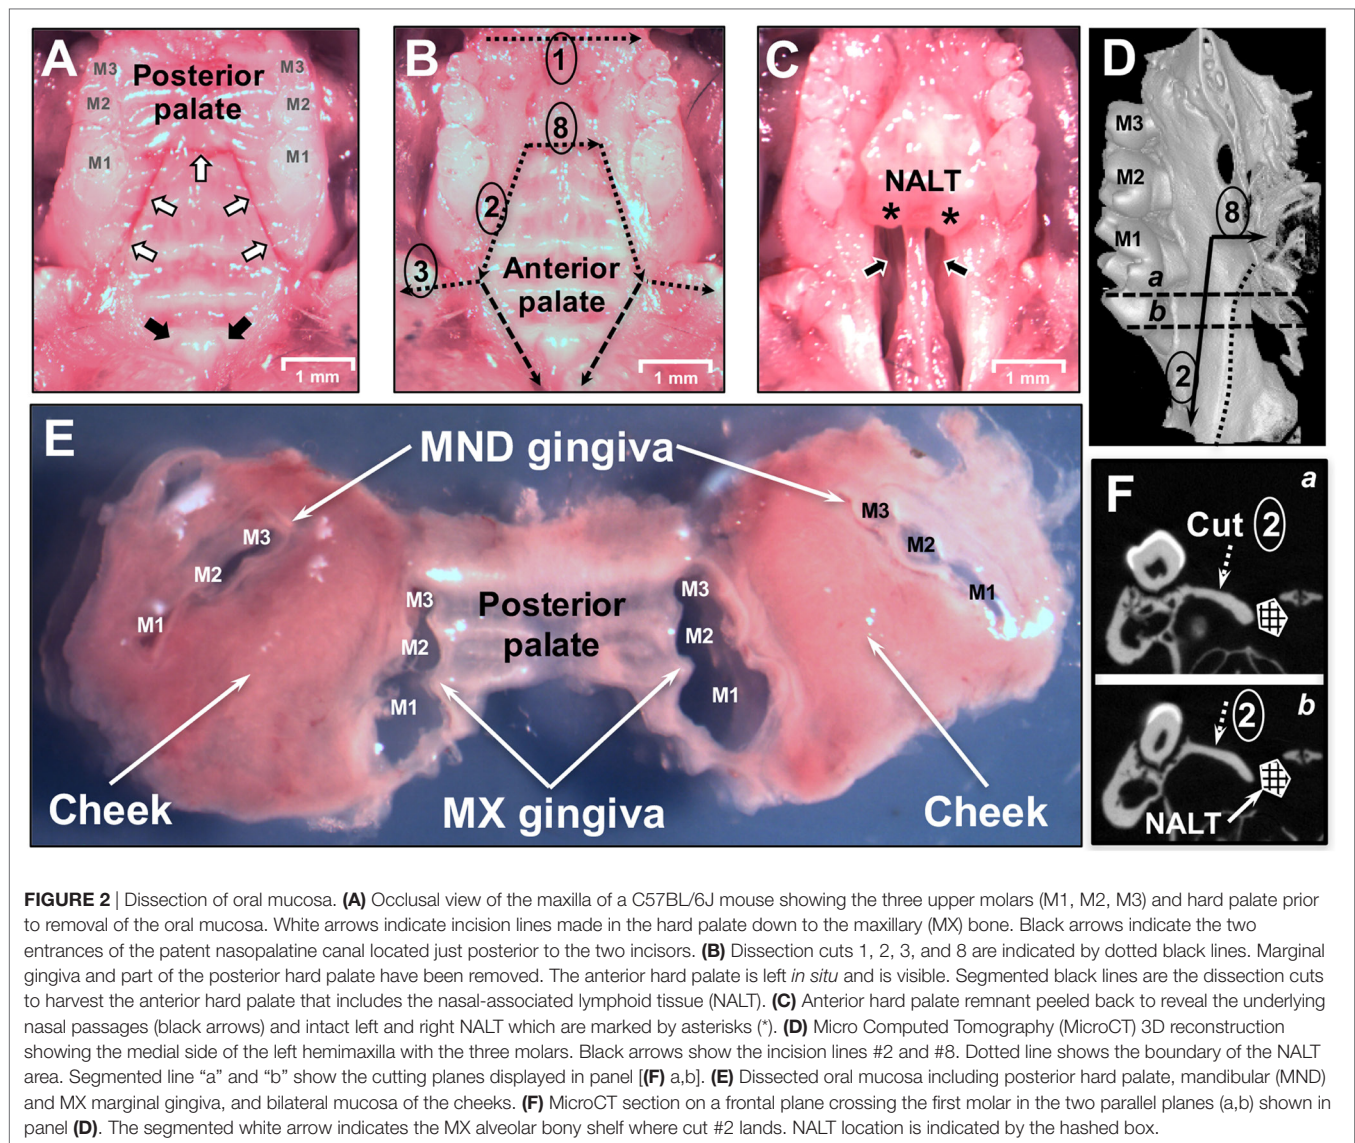 A
M3
Posterior
palate
M3
M2
M2
M1
M1
1 mm
B
1
8
2
3
Anterior
palate
1 mm
C
NALT
*
*
1 mm
D
M3
M2
8
M1
a
b
2
E
MND gingiva
M3
M2
M1
M3
M2
M1
Posterior
palate
M3
M2
M1
M3
M2
M1
Cheek
MX gingiva
Cheek
F
a
Cut 2
2
b
NALT
FIGURE 2 | Dissection of oral mucosa. (A) Occlusal view of the maxilla of a C57BL/6J mouse showing the three upper molars (M1, M2, M3) and hard palate prior
to removal of the oral mucosa. White arrows indicate incision lines made in the hard palate down to the maxillary (MX) bone. Black arrows indicate the two
entrances of the patent nasopalatine canal located just posterior to the two incisors. (B) Dissection cuts 1, 2, 3, and 8 are indicated by dotted black lines. Marginal
gingiva and part of the posterior hard palate have been removed. The anterior hard palate is left in situ and is visible. Segmented black lines are the dissection cuts
to harvest the anterior hard palate that includes the nasal-associated lymphoid tissue (NALT). (C) Anterior hard palate remnant peeled back to reveal the underlying
nasal passages (black arrows) and intact left and right NALT which are marked by asterisks (*). (D) Micro Computed Tomography (MicroCT) 3D reconstruction
showing the medial side of the left hemimaxilla with the three molars. Black arrows show the incision lines #2 and #8. Dotted line shows the boundary of the NALT
area. Segmented line “a” and “b” show the cutting planes displayed in panel [(F) a,b]. (E) Dissected oral mucosa including posterior hard palate, mandibular (MND)
and MX marginal gingiva, and bilateral mucosa of the cheeks. (F) MicroCT section on a frontal plane crossing the first molar in the two parallel planes (a,b) shown in
panel (D). The segmented white arrow indicates the MX alveolar bony shelf where cut #2 lands. NALT location is indicated by the hashed box.